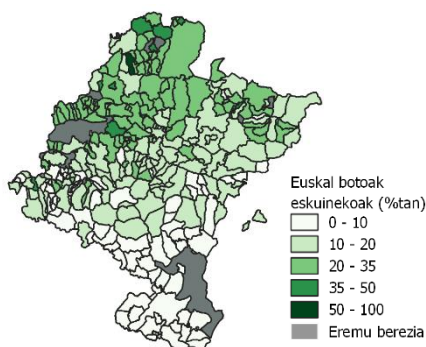 Euskal botoak
eskuinekoak (%tan)
0 - 10
10 - 20
20 - 35
35 - 50
50 - 100
Eremu berezia